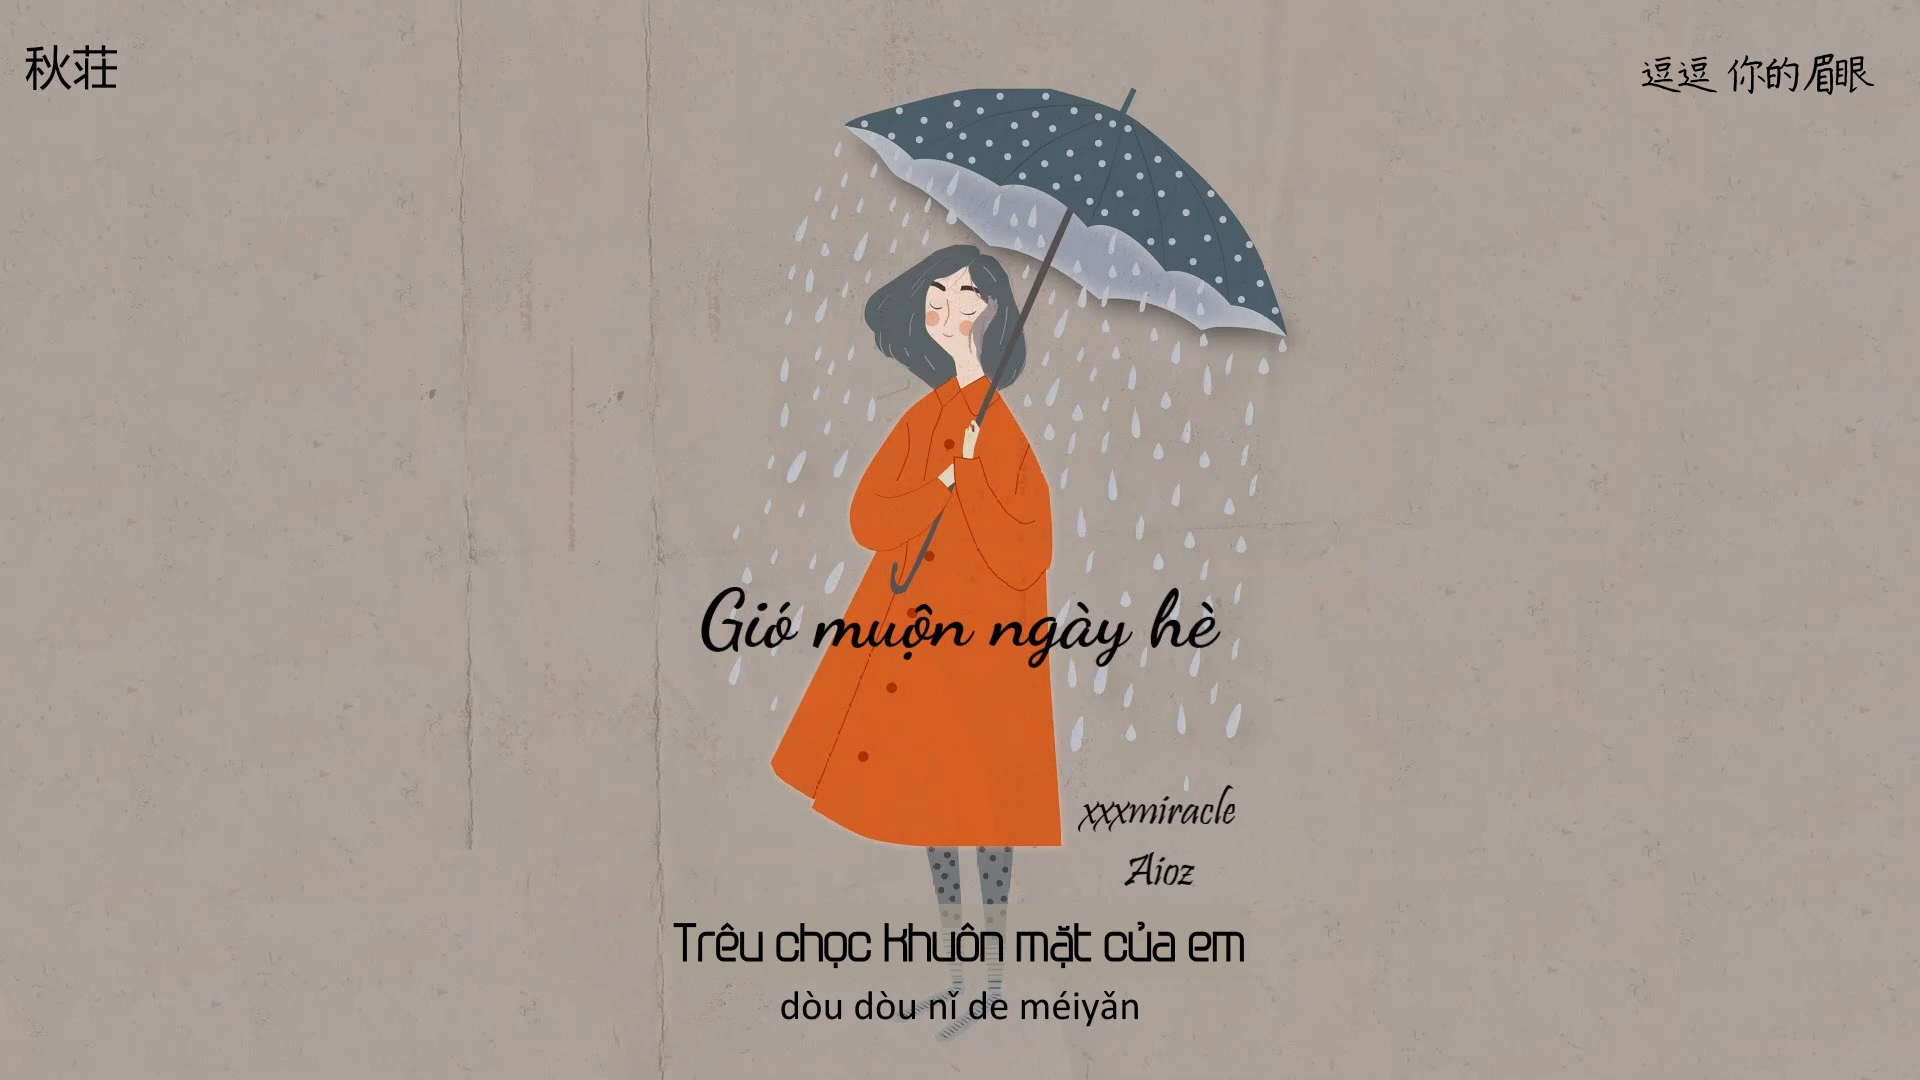 秋荘
逗逗 你的眉眼
Gió muộn ngày hè
xxxmiracle
Aioz
Trêu chọc khuôn mặt của em
dòu dòu nǐ de méiyǎn